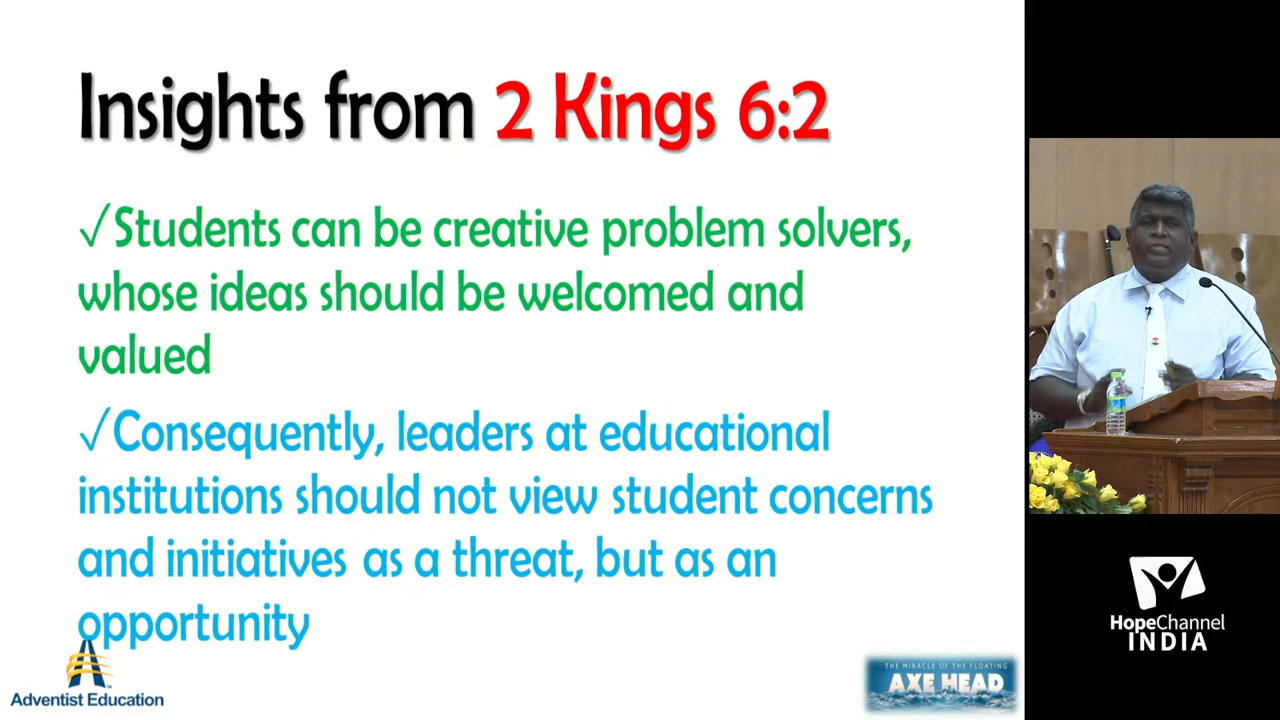 Insights from 2 Kings 6:2
√Students can be creative problem solvers,
whose ideas should be welcomed and
valued
√Consequently, leaders at educational
institutions should not view student concerns
and initiatives as a threat, but as an
opportunity
Adventist Education
THE MIRACLE OF THE FLOATING
AXE HEAD
HopeChannel
INDIA